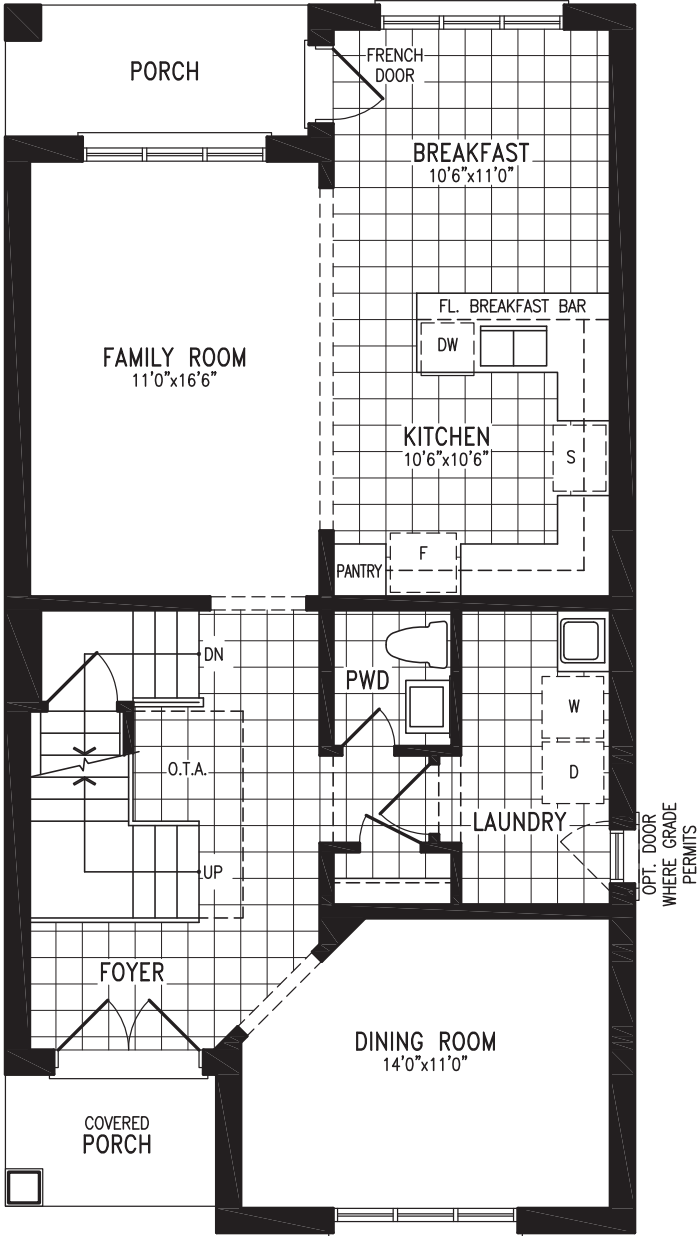 PORCH
FRENCH
DOOR
BREAKFAST
10'6"x11'0"
FL. BREAKFAST BAR
DW
FAMILY ROOM
11'0"x16'6"
KITCHEN
10'6"x10'6"
S
F
PANTRY
DN
PWD
W
O.T.A.
D
LAUNDRY
OPT. DOOR
WHERE GRADE
PERMITS
UP
FOYER
DINING ROOM
14'0"x11'0"
COVERED
PORCH